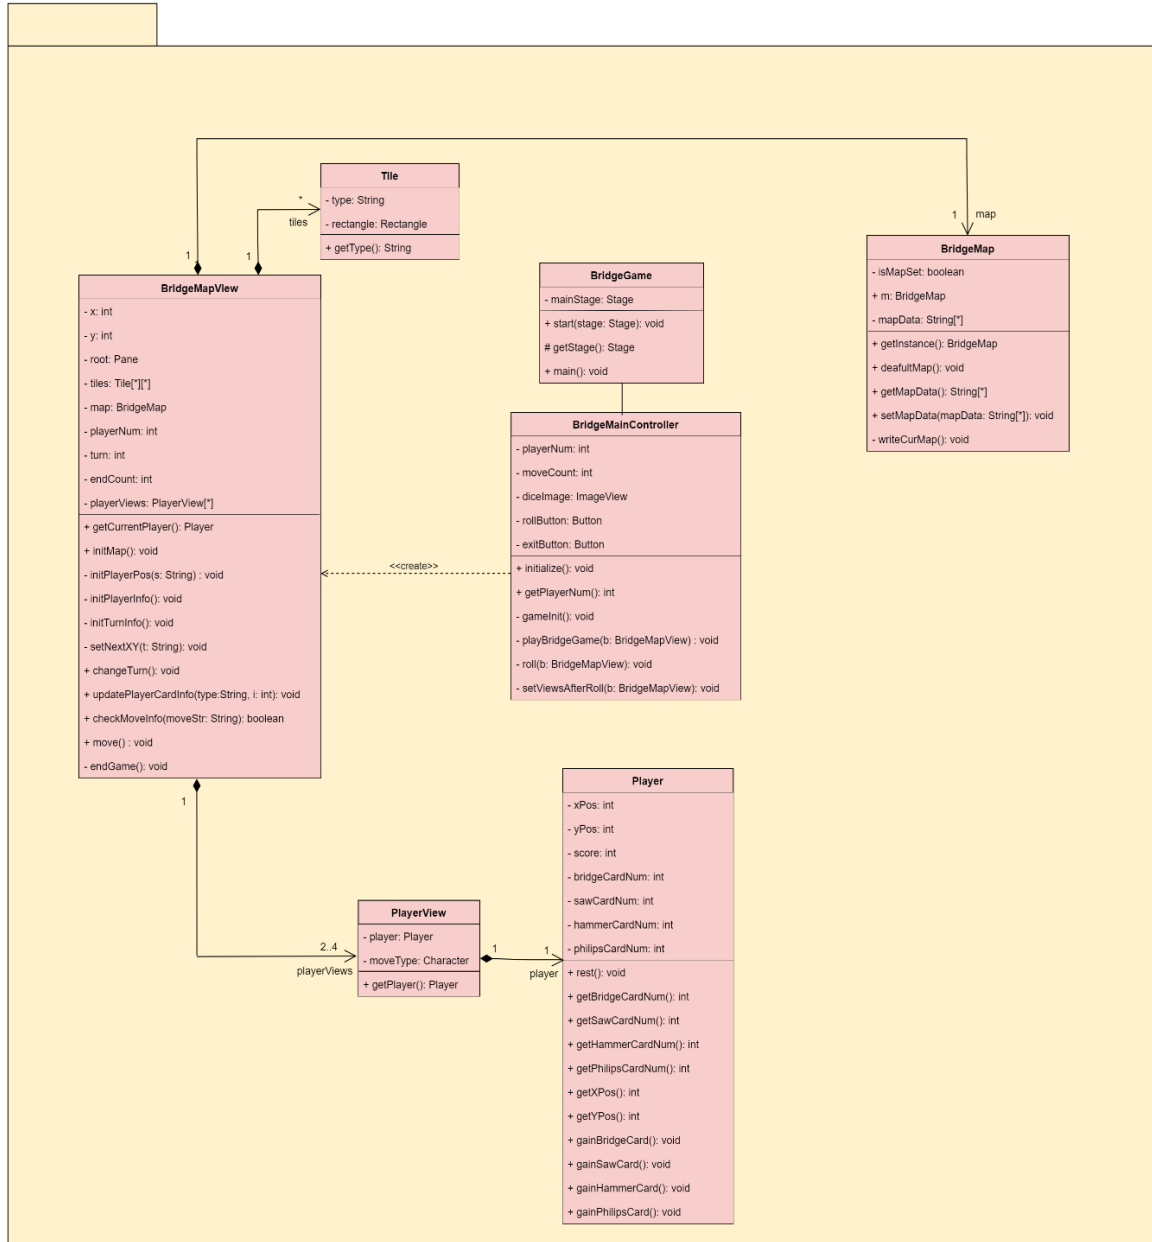 Tile
- type: String
- rectangle: Rectangle
+ getType(): String
*
tiles
1
1
1
map
BridgeMap
- isMapSet: boolean
+ m: BridgeMap
- mapData: String[*]
+ getInstance(): BridgeMap
+ deafultMap(): void
+ getMapData(): String[*]
+ setMapData(mapData: String[*]): void
- writeCurMap(): void
BridgeGame
- mainStage: Stage
+ start(stage: Stage): void
# getStage(): Stage
+ main(): void
BridgeMapView
- x: int
- y: int
- root: Pane
- tiles: Tile[*][*]
- map: BridgeMap
- playerNum: int
- turn: int
- endCount: int
- playerViews: PlayerView[*]
+ getCurrentPlayer(): Player
+ initMap(): void
- initPlayerPos(s: String) : void
- initPlayerInfo(): void
- initTurnInfo(): void
- setNextXY(t: String): void
+ changeTurn(): void
+ updatePlayerCardInfo(type:String, i: int): void
+ checkMoveInfo(moveStr: String): boolean
+ move() : void
- endGame(): void
<<create>>
BridgeMainController
- playerNum: int
- moveCount: int
- diceImage: ImageView
- rollButton: Button
- exitButton: Button
+ initialize(): void
+ getPlayerNum(): int
- gameInit(): void
- playBridgeGame(b: BridgeMapView) : void
- roll(b: BridgeMapView): void
- setViewsAfterRoll(b: BridgeMapView): void
1
2..4
playerViews
PlayerView
- player: Player
- moveType: Character
+ getPlayer(): Player
1
1
player
Player
- xPos: int
- yPos: int
- score: int
- bridgeCardNum: int
- sawCardNum: int
- hammerCardNum: int
- philipsCardNum: int
+ rest(): void
+ getBridgeCardNum(): int
+ getSawCardNum(): int
+ getHammerCardNum(): int
+ getPhilipsCardNum(): int
+ getXPos(): int
+ getYPos(): int
+ gainBridgeCard(): void
+ gainSawCard(): void
+ gainHammerCard(): void
+ gainPhilipsCard(): void